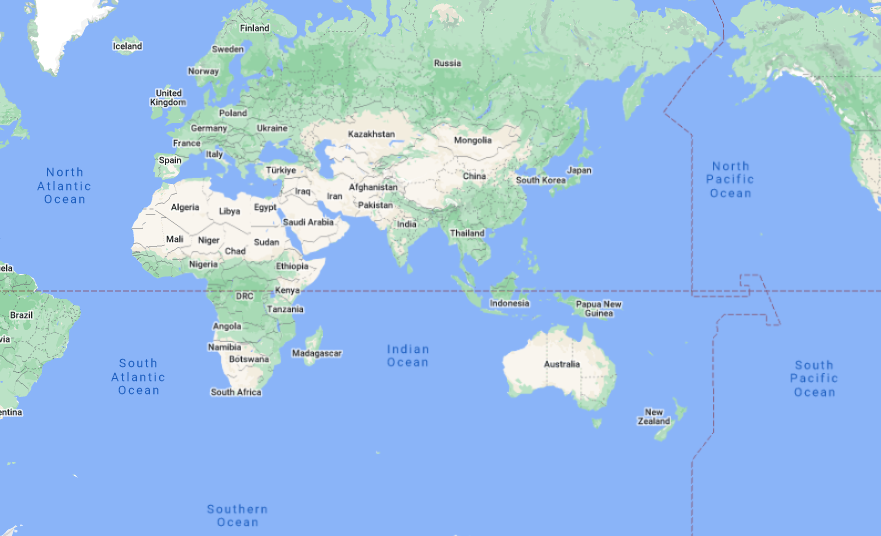 Finland
Iceland
Sweden
Russia
Norway
United
Kingdom
Poland
Germany
Ukraine
Kazakhstan
Mongolia
France
Italy
Spain
Türkiye
Japan
China
South Korea
North
Atlantic
Ocean
North
Pacific
Ocean
Iraq
Iran
Afghanistan
Pakistan
Algeria
Libya
Egypt
Saudi Arabia
India
Thailand
Mali
Niger
Sudan
Chad
Nigeria
Ethiopia
ela
DRC
Kenya
Indonesia
Papua New
Guinea
Tanzania
Brazil
Angola
via
Namibia
Botswana
Madagascar
Indian
Ocean
Australia
South
Atlantic
Ocean
South
Pacific
Ocean
South Africa
entina
New
Zealand
Southern
Ocean